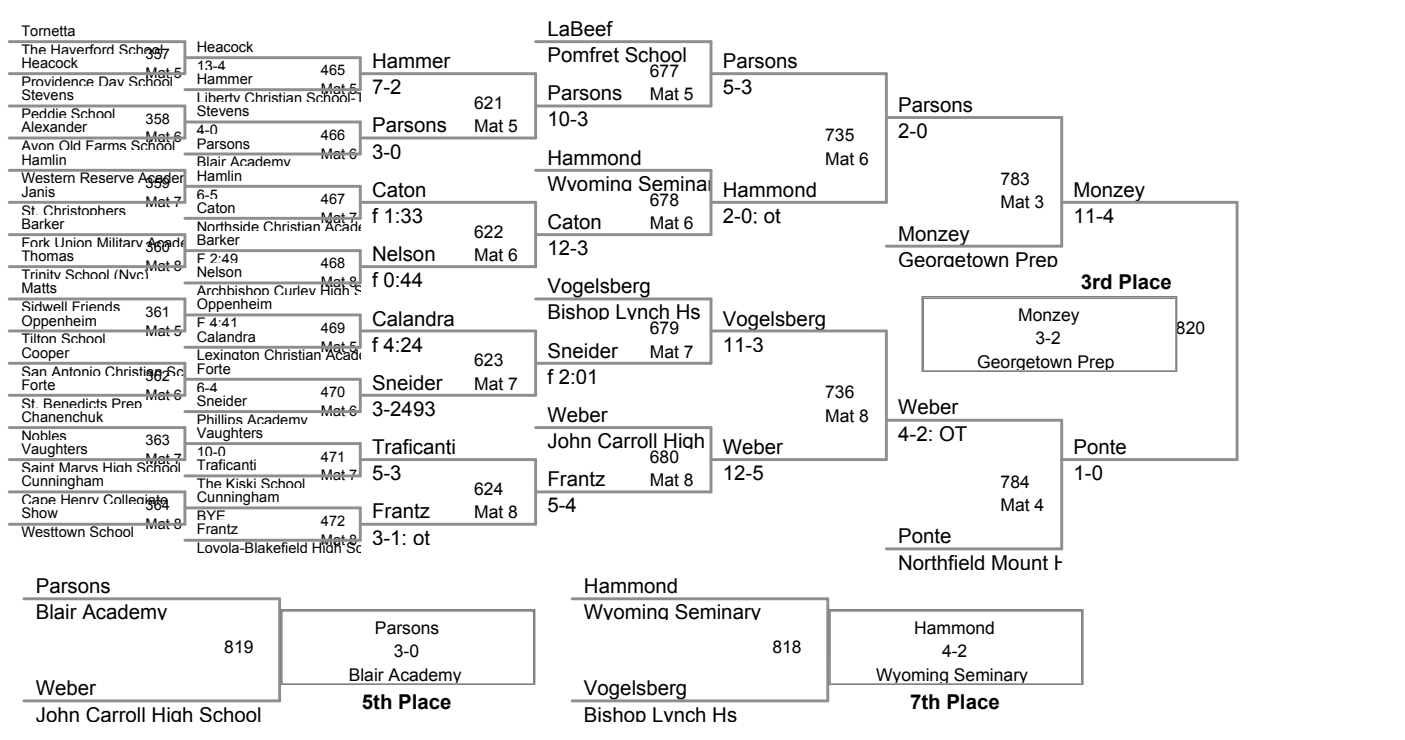 Tornetta
The Haverford School
357
Mat 5
Heacock
Providence Day School
Stevens
Peddie School
358
Mat 6
Alexander
Avon Old Farms School
Hamlin
Western Reserve Acader
359
Mat 7
Janis
St. Christophers
Barker
Fork Union Military Acade
360
Mat 8
Thomas
Trinity School (Nyc)
Matts
Sidwell Friends
361
Mat 5
Oppenheim
Tilton School
Cooper
San Antonio Christian Sc
362
Mat 6
Forte
St. Benedicts Prep
Chanenchuk
Nobles
363
Mat 7
Vaughters
Saint Marys High School
Cunningham
Cape Henry Collegiate
364
Mat 8
Show
Westtown School
Heacock
13-4
465
Mat 5
Hammer
Liberty Christian School-T
Stevens
4-0
466
Mat 6
Parsons
Blair Academy
Hamlin
6-5
467
Mat 7
Caton
Northside Christian Acade
Barker
F 2:49
468
Mat 8
Nelson
Archbishop Curley High S
Oppenheim
F 4:41
469
Mat 5
Calandra
Lexington Christian Acade
Forte
6-4
470
Mat 6
Sneider
Phillips Academy
Vaughters
10-0
471
Mat 7
Traficanti
The Kiski School
Cunningham
BYE
472
Mat 8
Frantz
Loyola-Blakefield High Sc
Hammer
7-2
621
Mat 5
Parsons
3-0
Caton
f 1:33
622
Mat 6
Nelson
f 0:44
Calandra
f 4:24
623
Mat 7
Sneider
3-2493
Traficanti
5-3
624
Mat 8
Frantz
3-1: ot
LaBeef
Pomfret School
677
Mat 5
Parsons
10-3
Hammond
Wyoming Seminar
678
Mat 6
Caton
12-3
Vogelsberg
Bishop Lynch Hs
679
Mat 7
Sneider
f 2:01
Weber
John Carroll High
680
Mat 8
Frantz
5-4
Parsons
5-3
735
Mat 6
Hammond
2-0: ot
Vogelsberg
11-3
736
Mat 8
Weber
12-5
Parsons
2-0
783
Mat 3
Monzey
Georgetown Prep
Weber
4-2: OT
784
Mat 4
Ponte
Northfield Mount H
Monzey
11-4
3rd Place
Monzey
3-2
Georgetown Prep
820
Ponte
1-0
Parsons
Blair Academy
819
Weber
John Carroll High School
Parsons
3-0
Blair Academy
5th Place
Hammond
Wyoming Seminary
818
Vogelsberg
Bishop Lynch Hs
Hammond
4-2
Wyoming Seminary
7th Place